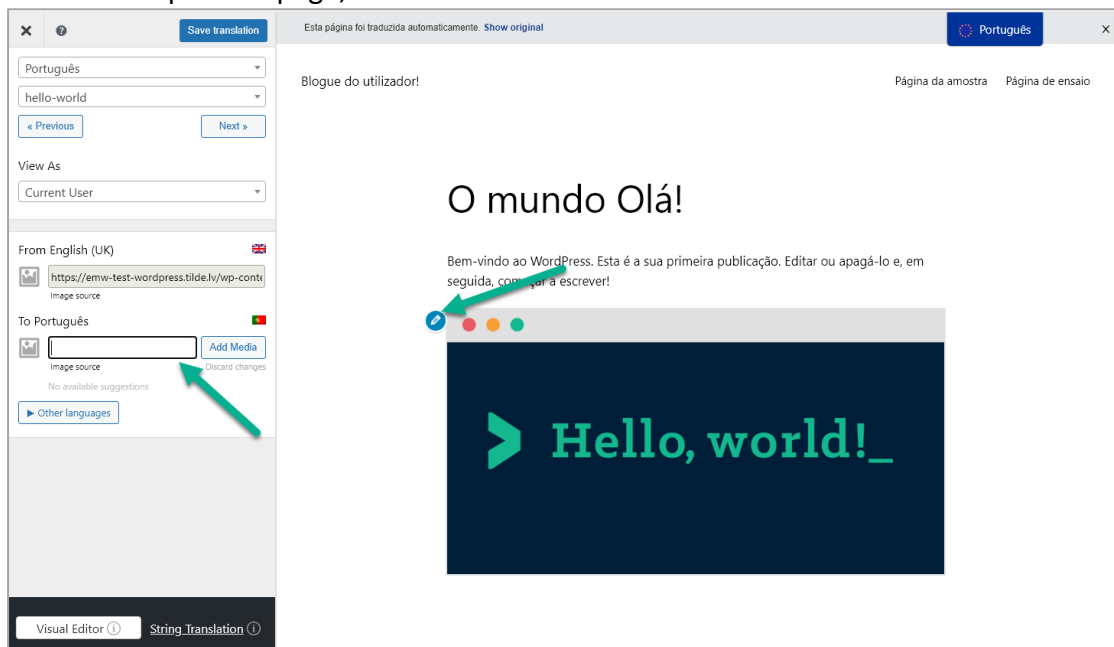 Save translation
Português
hello-world
« Previous
Next »
View As
Current User
From English (UK)
https://emw-test-wordpress.tilde.lv/wp-conte
Image source
To Português
Add Media
Image source
Discard changes
No available suggestions
▶ Other languages
Visual Editor
String Translation
Esta página foi traduzida automaticamente. Show original
Português
X
Blogue do utilizador!
Página da amostra
Página de ensaio
O mundo Olá!
Bem-vindo ao WordPress. Esta é a sua primeira publicação. Editar ou apagá-lo e, em
seguida, começar a escrever!
Hello, world!_